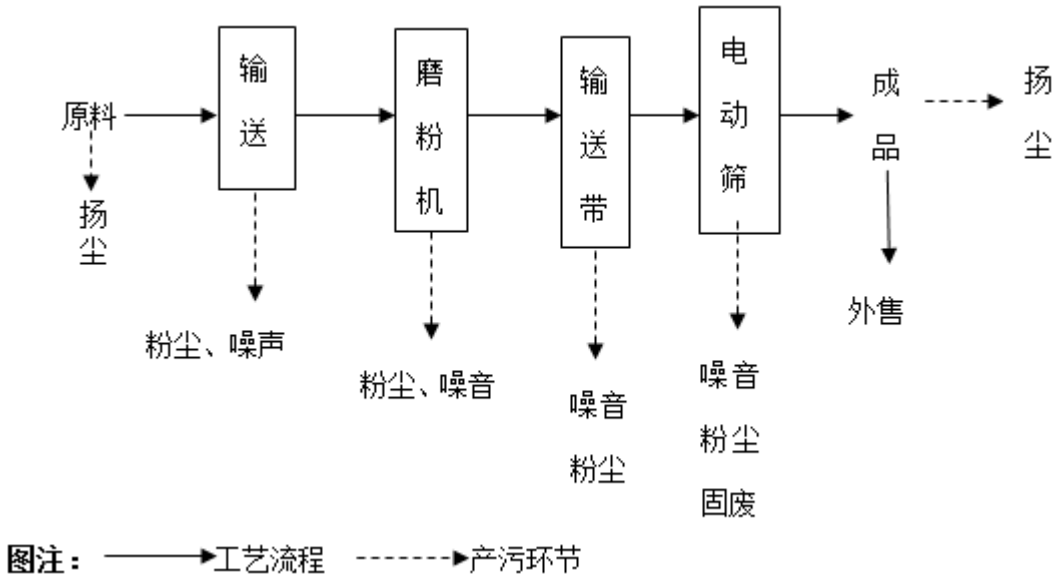 原料
扬尘
输送
粉尘、噪声
磨粉机
粉尘、噪音
输送带
噪音
粉尘
电动筛
噪音
粉尘
固废
成品
外售
扬尘
图注：
工艺流程
产污环节